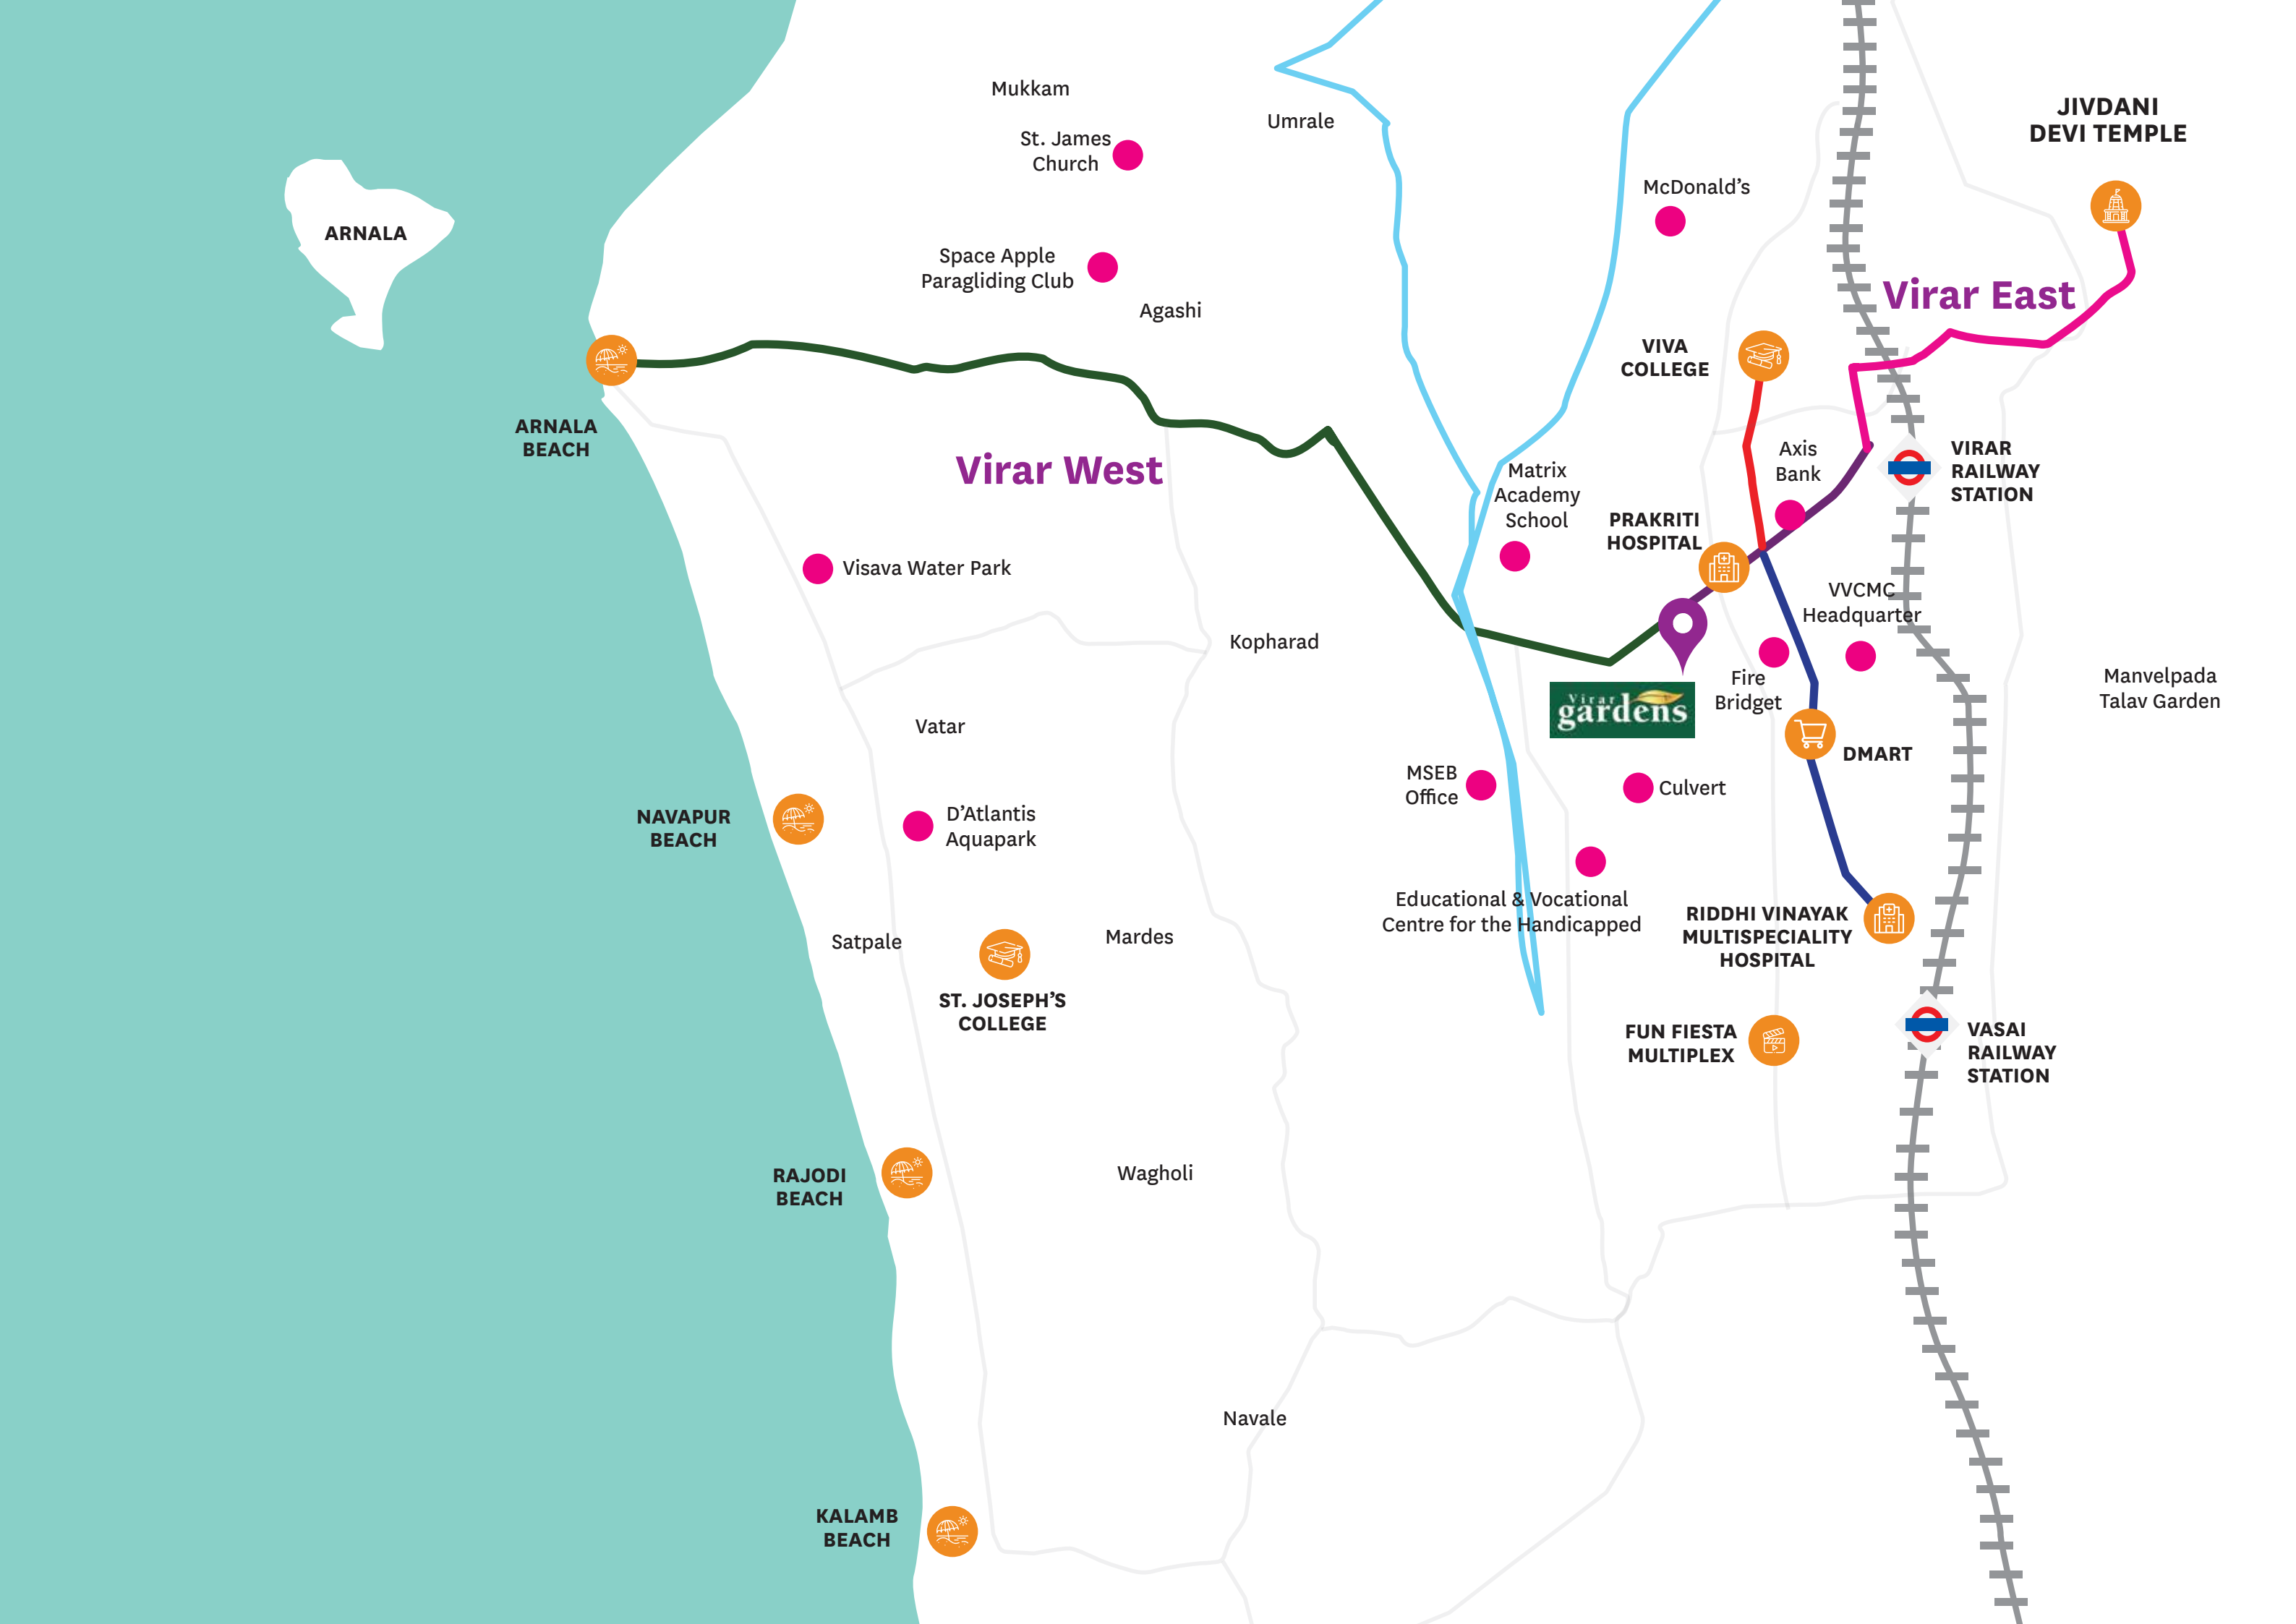 Mukkam
St. James
Church
Umrale
JIVDANI
DEVI TEMPLE
McDonald's
ARNALA
Space Apple
Paragliding Club
Agashi
Virar East
VIVA
COLLEGE
ARNALA
BEACH
Virar West
Axis
Bank
VIRAR
RAILWAY
STATION
Matrix
Academy
School
PRAKRITI
HOSPITAL
Visava Water Park
VVCMC
Headquarter
Kopharad
Fire
Bridget
Manvelpada
Talav Garden
Virar
gardens
Vatar
DMART
MSEB
Office
Culvert
NAVAPUR
BEACH
D'Atlantis
Aquapark
Educational & Vocational
Centre for the Handicapped
RIDDHI VINAYAK
MULTISPECIALITY
HOSPITAL
Satpale
Mardes
ST. JOSEPH'S
COLLEGE
FUN FIESTA
MULTIPLEX
VASAI
RAILWAY
STATION
RAJODI
BEACH
Wagholi
Navale
KALAMB
BEACH